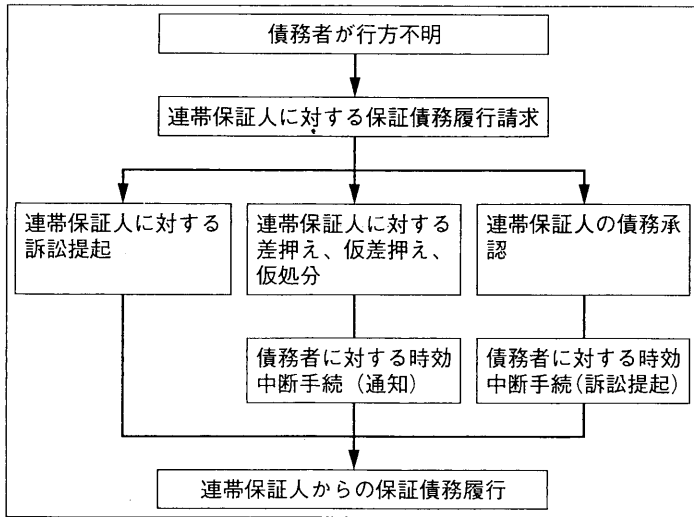 債務者が行方不明
連帯保証人に対する保証債務履行請求
連帯保証人に対する
訴訟提起
連帯保証人に対する
差押え、仮差押え、
仮処分
連帯保証人の債務承
認
債務者に対する時効
中断手続（通知）
債務者に対する時効
中断手続（訴訟提起）
連帯保証人からの保証債務履行